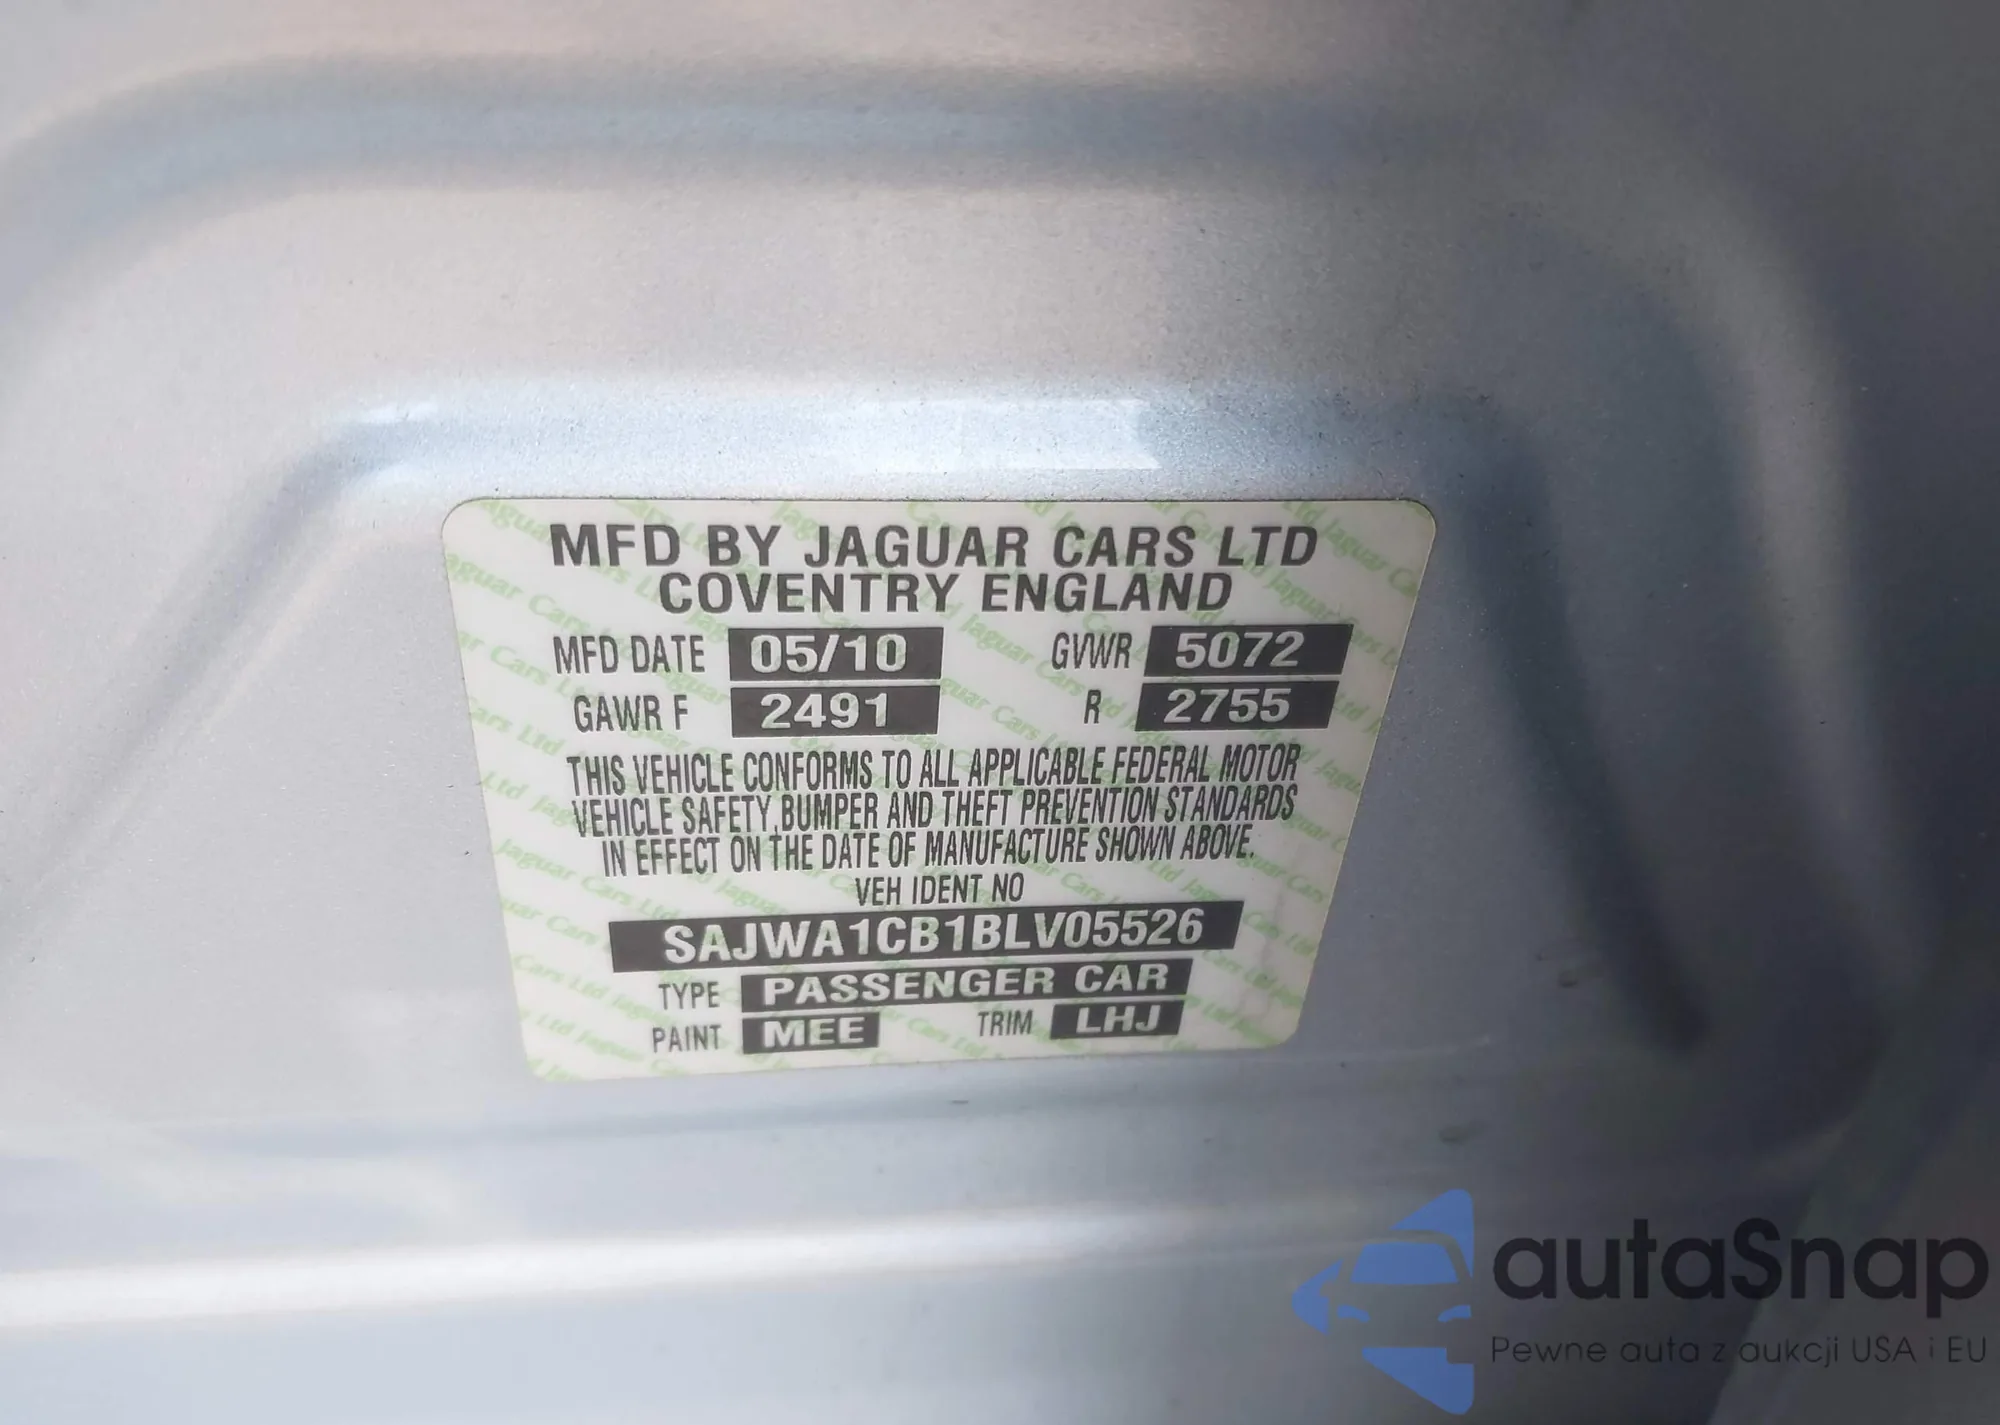 MFD BY JAGUAR CARS LTD
COVENTRY ENGLAND
MFD DATE 05/10 GVWR 5072
GAWR F 2491 R 2755
THIS VEHICLE CONFORMS TO ALL APPLICABLE FEDERAL MOTOR
VEHICLE SAFETY,BUMPER AND THEFT PREVENTION STANDARDS
IN EFFECT ON THE DATE OF MANUFACTURE SHOWN ABOVE.
VEH IDENT NO
SAJWA1CB1BLV05526
TYPE PASSENGER CAR
PAINT MEE TRIM LHJ
autaSnap
Pewne auta z aukcji USA i EU